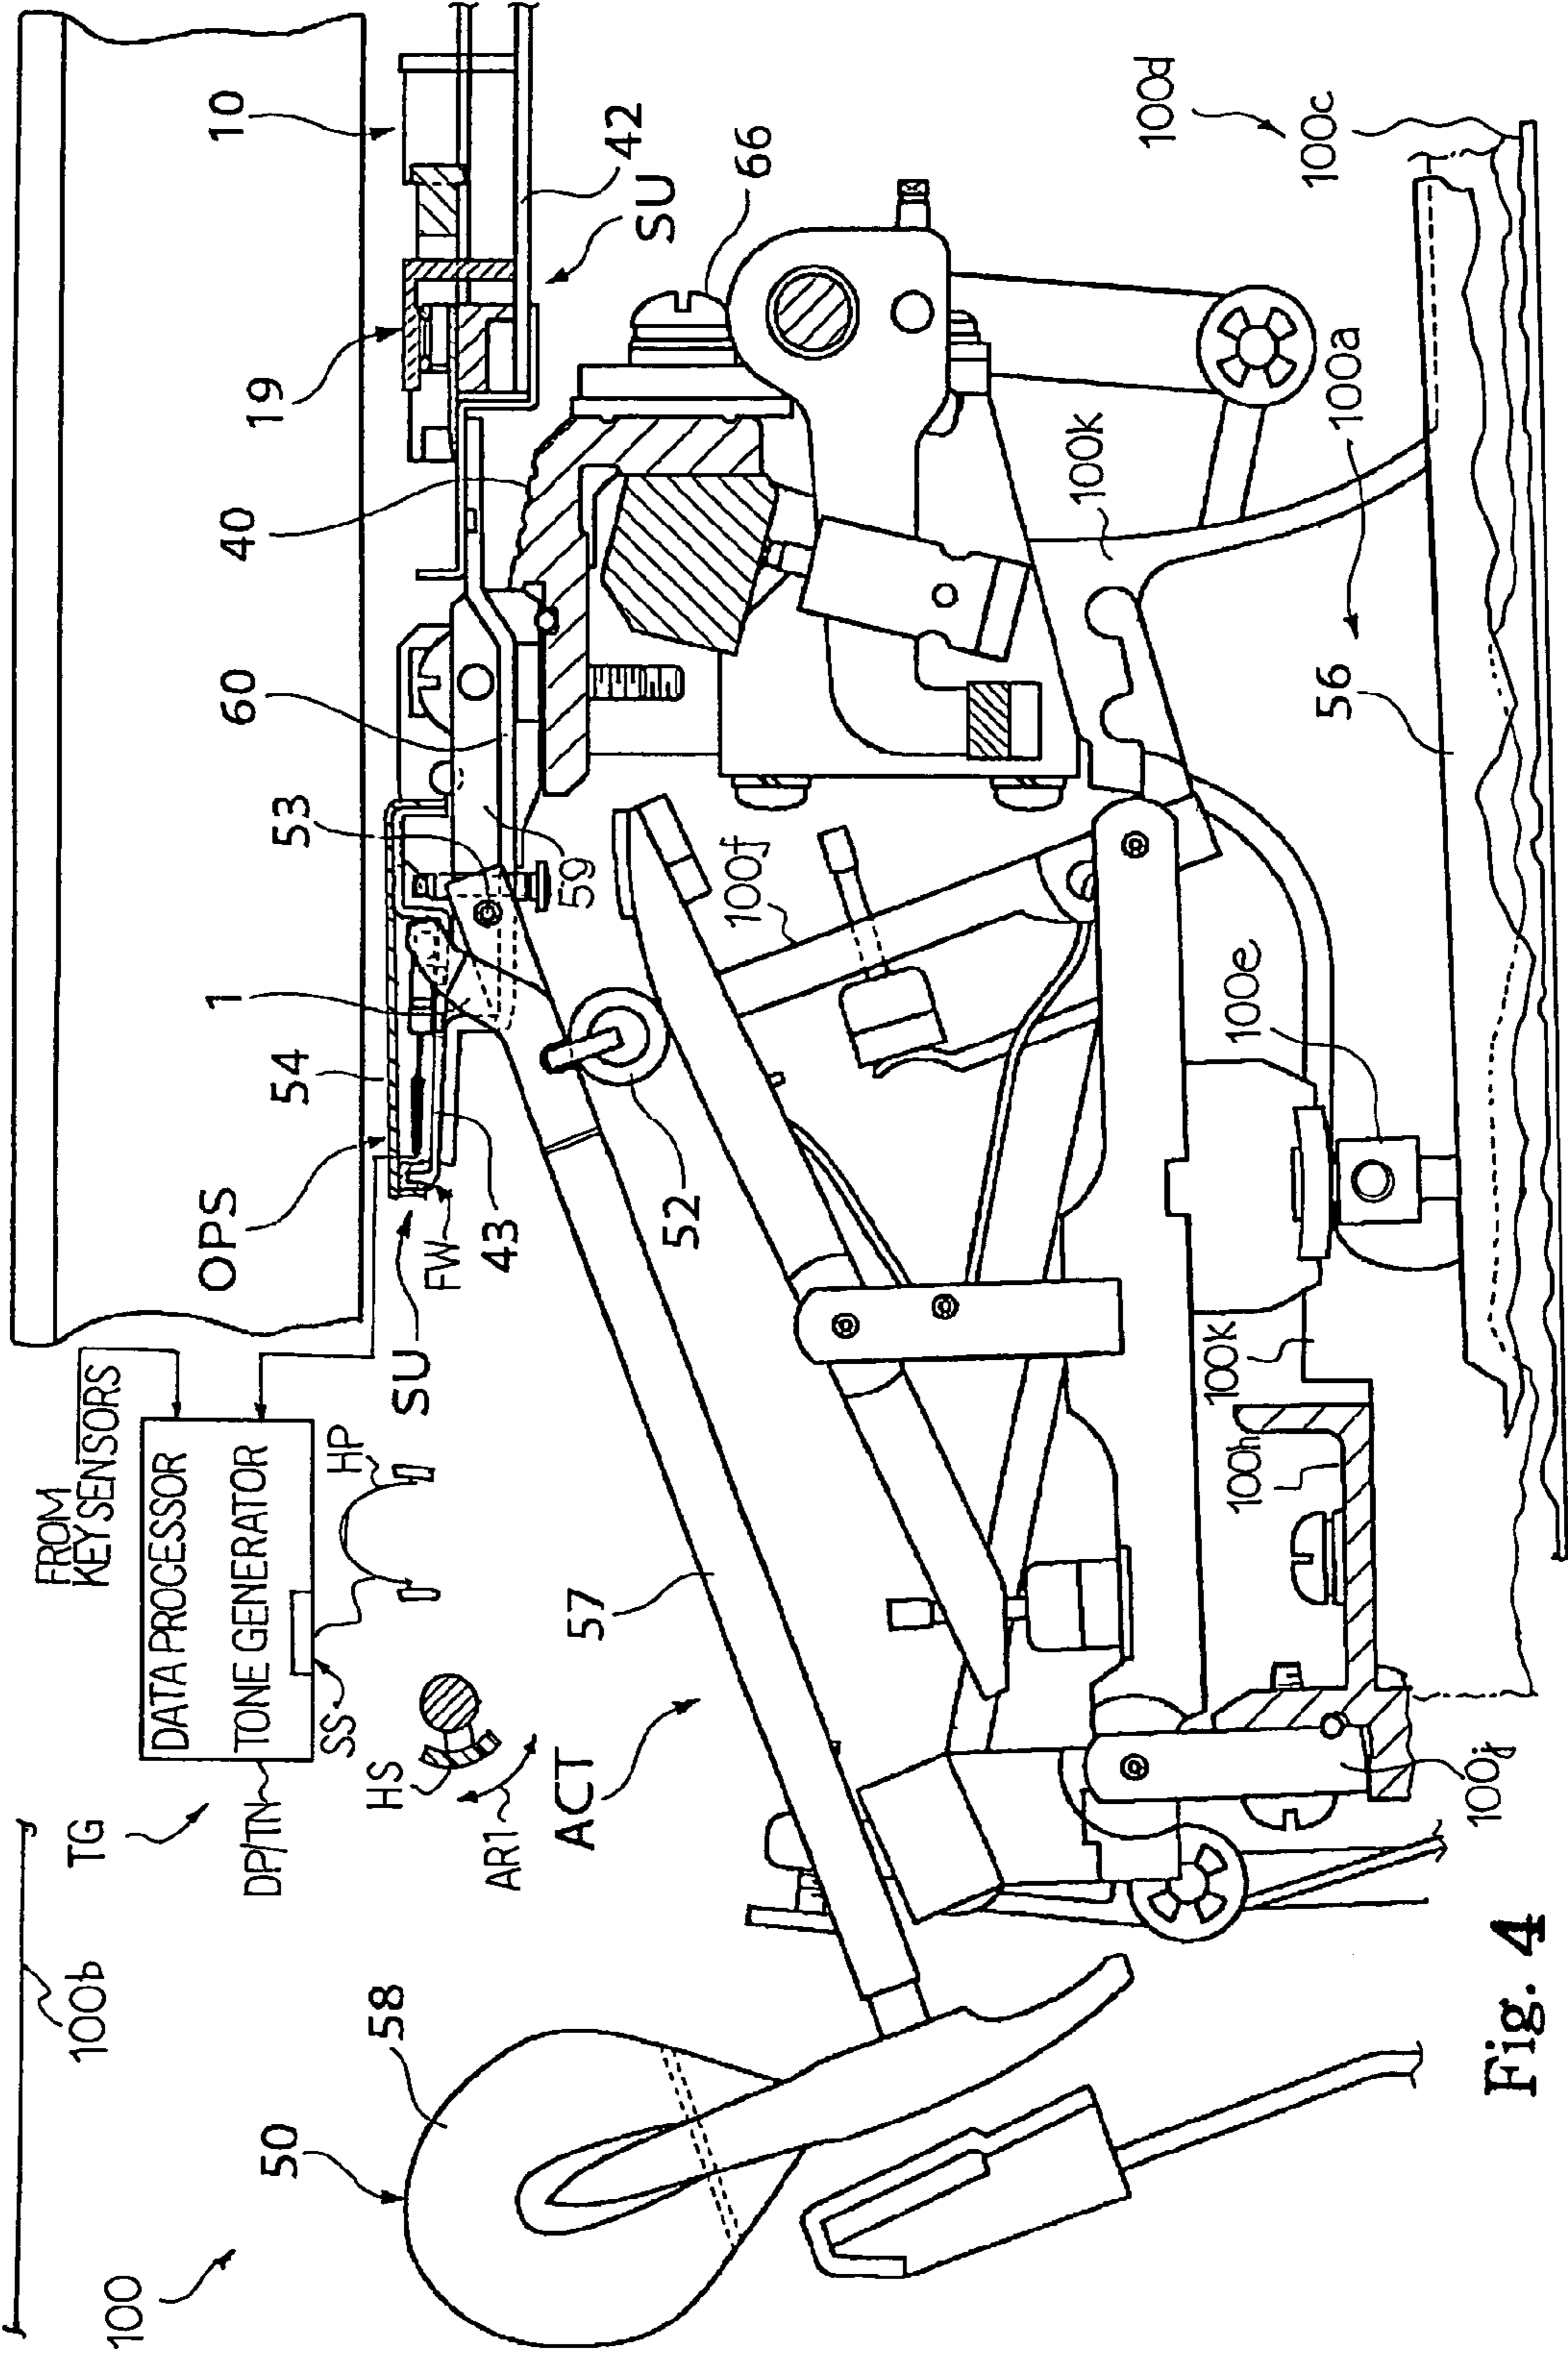 100
100b
TG
DP/TN
FROM
KEY SENSORS
DATA PROCESSOR
TONE GENERATOR
SS
HP
HS
AR1
ACT
50
58
57
SU
FW
OPS
54
43
52
1
53
59
60
40
19
10
42
SU
66
100f
100e
100k
100k
100h
100j
56
100a
100c
100d
Fig. 4